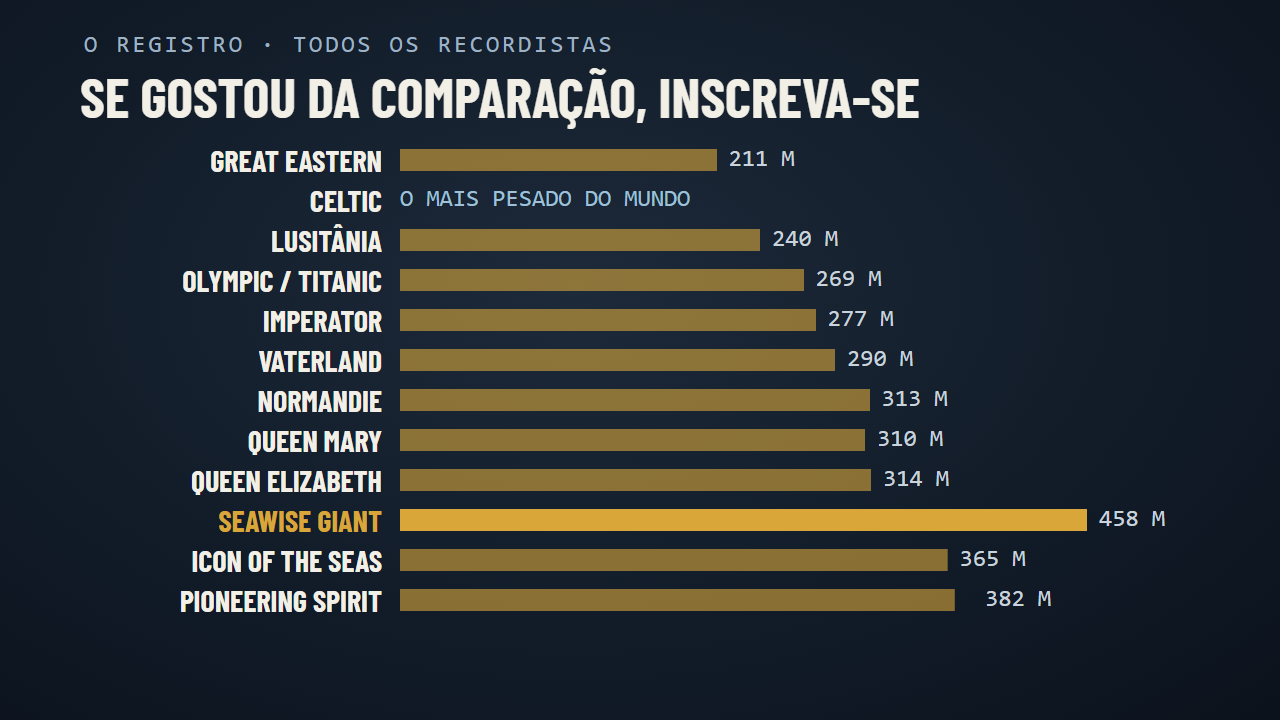 O REGISTRO · TODOS OS RECORDISTAS
SE GOSTOU DA COMPARAÇÃO, INSCREVA-SE
GREAT EASTERN 211 M
CELTIC O MAIS PESADO DO MUNDO
LUSITÂNIA 240 M
OLYMPIC / TITANIC 269 M
IMPERATOR 277 M
VATERLAND 290 M
NORMANDIE 313 M
QUEEN MARY 310 M
QUEEN ELIZABETH 314 M
SEAWISE GIANT 458 M
ICON OF THE SEAS 365 M
PIONEERING SPIRIT 382 M